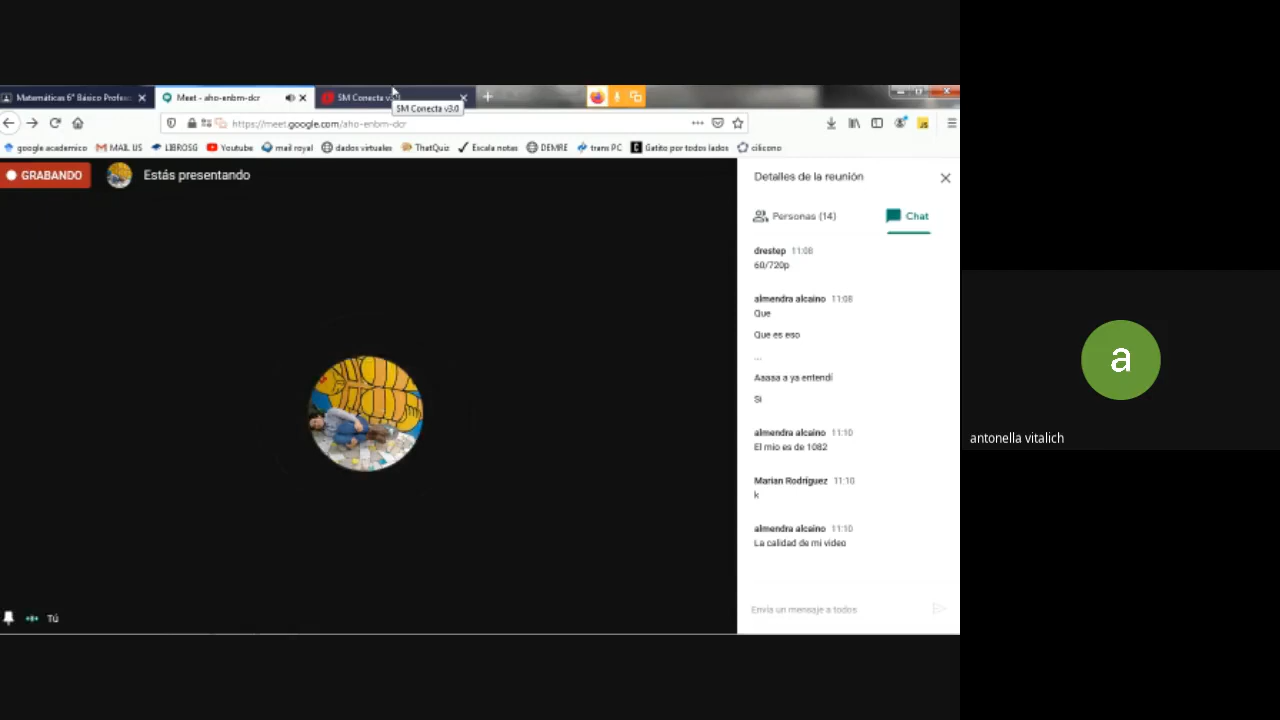 Matemáticas 6° Básico Profes
Meet - aho-enbm-dcr
SM Conecta v3.0
SM Conecta v3.0
https://meet.google.com/aho-enbm-dcr
google academico
MAIL US
LIBROSG
Youtube
mail royal
dados virtuales
ThatQuiz
Escala notas
DEMRE
trans PC
Gatito por todos lados
cilicono
GRABANDO
Estás presentando
Detalles de la reunión
Personas (14)
Chat
drestep 11:08
60/720p
almendra alcaino 11:08
Que
Que es eso
...
Aaaaa a ya entendí
Si
almendra alcaino 11:10
El mio es de 1082
Marian Rodríguez 11:10
k
almendra alcaino 11:10
La calidad de mi video
Envía un mensaje a todos
Tú
a
antonella vitalich